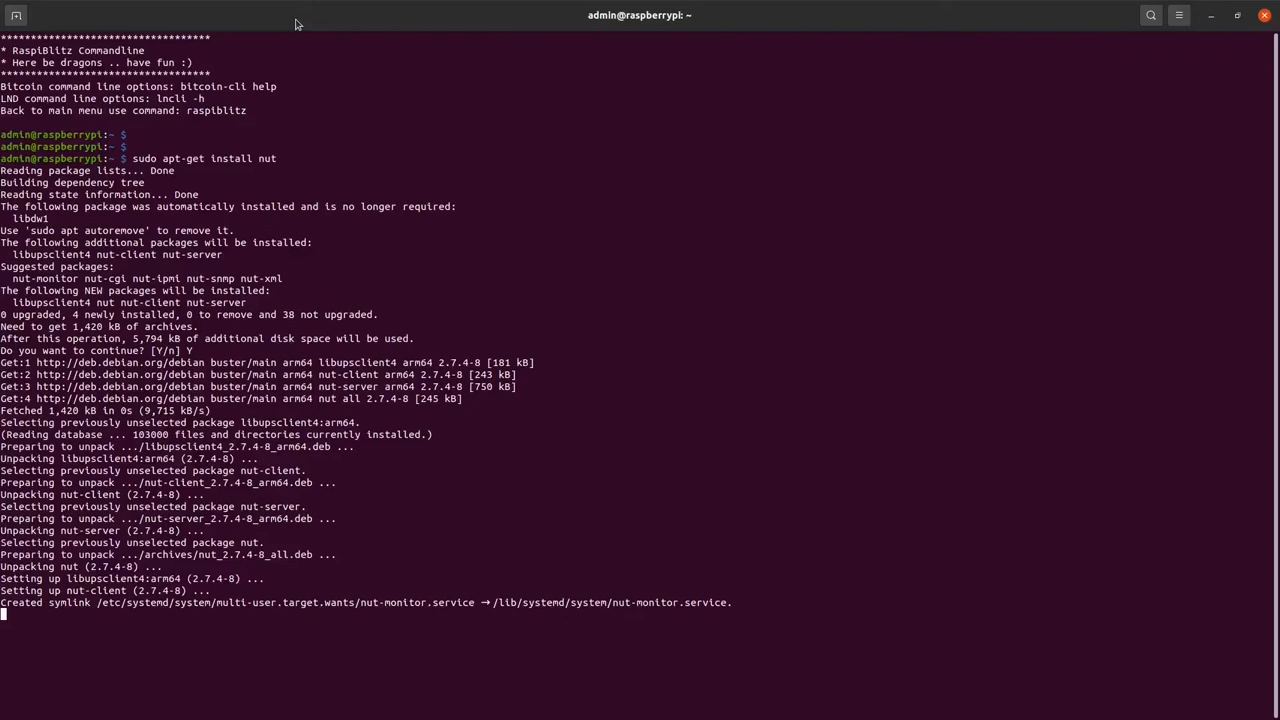 admin@raspberrypi: ~
**********************************
* RaspiBlitz Commandline
* Here be dragons .. have fun :)
**********************************
Bitcoin command line options: bitcoin-cli help
LND command line options: lncli -h
Back to main menu use command: raspiblitz
admin@raspberrypi:~ $
admin@raspberrypi:~ $
admin@raspberrypi:~ $ sudo apt-get install nut
Reading package lists... Done
Building dependency tree
Reading state information... Done
The following package was automatically installed and is no longer required:
  libdw1
Use 'sudo apt autoremove' to remove it.
The following additional packages will be installed:
  libupsclient4 nut-client nut-server
Suggested packages:
  nut-monitor nut-cgi nut-ipmi nut-snmp nut-xml
The following NEW packages will be installed:
  libupsclient4 nut nut-client nut-server
0 upgraded, 4 newly installed, 0 to remove and 38 not upgraded.
Need to get 1,420 kB of archives.
After this operation, 5,794 kB of additional disk space will be used.
Do you want to continue? [Y/n] Y
Get:1 http://deb.debian.org/debian buster/main arm64 libupsclient4 arm64 2.7.4-8 [181 kB]
Get:2 http://deb.debian.org/debian buster/main arm64 nut-client arm64 2.7.4-8 [243 kB]
Get:3 http://deb.debian.org/debian buster/main arm64 nut-server arm64 2.7.4-8 [750 kB]
Get:4 http://deb.debian.org/debian buster/main arm64 nut all 2.7.4-8 [245 kB]
Fetched 1,420 kB in 0s (9,715 kB/s)
Selecting previously unselected package libupsclient4:arm64.
(Reading database ... 103000 files and directories currently installed.)
Preparing to unpack .../libupsclient4_2.7.4-8_arm64.deb ...
Unpacking libupsclient4:arm64 (2.7.4-8) ...
Selecting previously unselected package nut-client.
Preparing to unpack .../nut-client_2.7.4-8_arm64.deb ...
Unpacking nut-client (2.7.4-8) ...
Selecting previously unselected package nut-server.
Preparing to unpack .../nut-server_2.7.4-8_arm64.deb ...
Unpacking nut-server (2.7.4-8) ...
Selecting previously unselected package nut.
Preparing to unpack .../archives/nut_2.7.4-8_all.deb ...
Unpacking nut (2.7.4-8) ...
Setting up libupsclient4:arm64 (2.7.4-8) ...
Setting up nut-client (2.7.4-8) ...
Created symlink /etc/systemd/system/multi-user.target.wants/nut-monitor.service → /lib/systemd/system/nut-monitor.service.